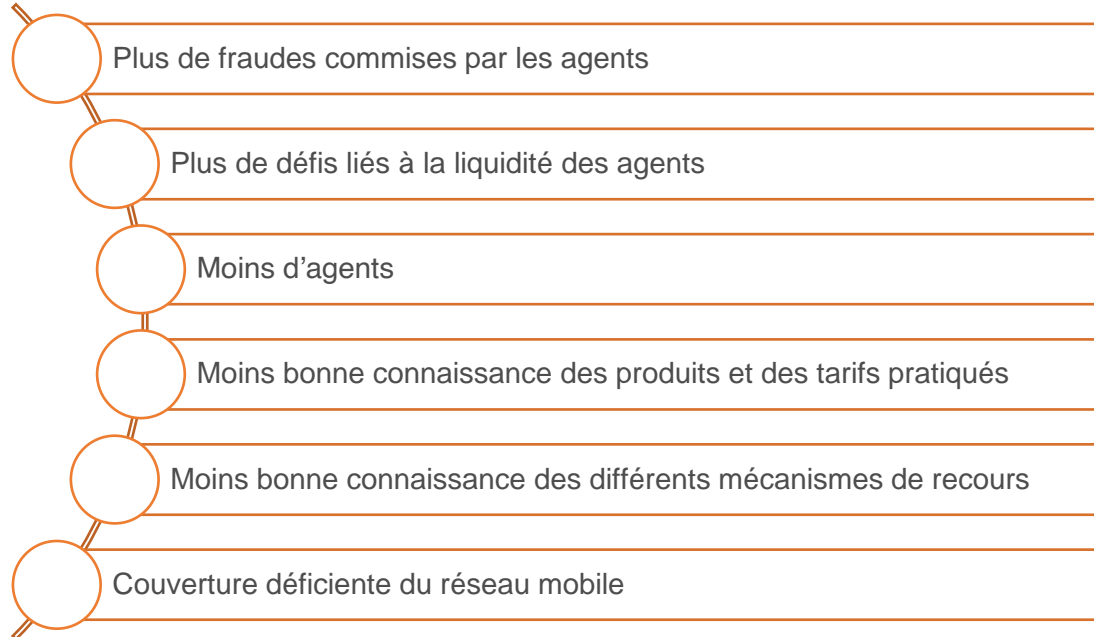 Plus de fraudes commises par les agents
Plus de défis liés à la liquidité des agents
Moins d’agents
Moins bonne connaissance des produits et des tarifs pratiqués
Moins bonne connaissance des différents mécanismes de recours
Couverture déficiente du réseau mobile